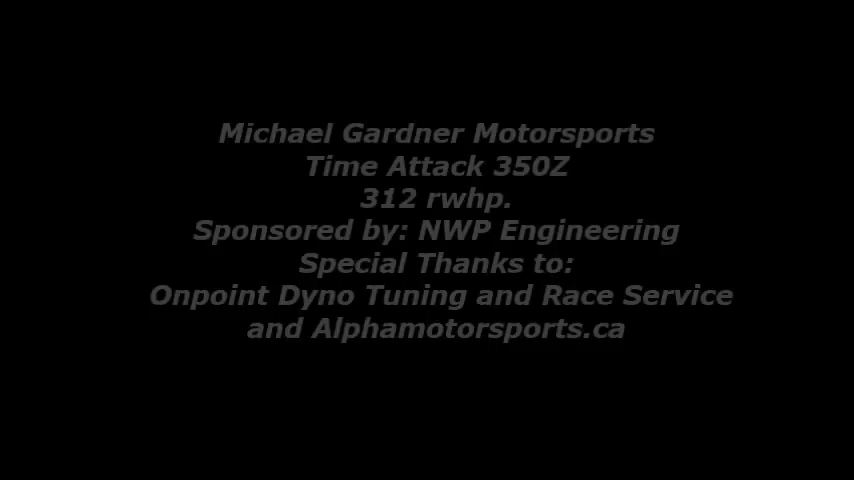 Michael Gardner Motorsports
Time Attack 350Z
312 rwhp.
Sponsored by: NWP Engineering
Special Thanks to:
Onpoint Dyno Tuning and Race Service
and Alphamotorsports.ca